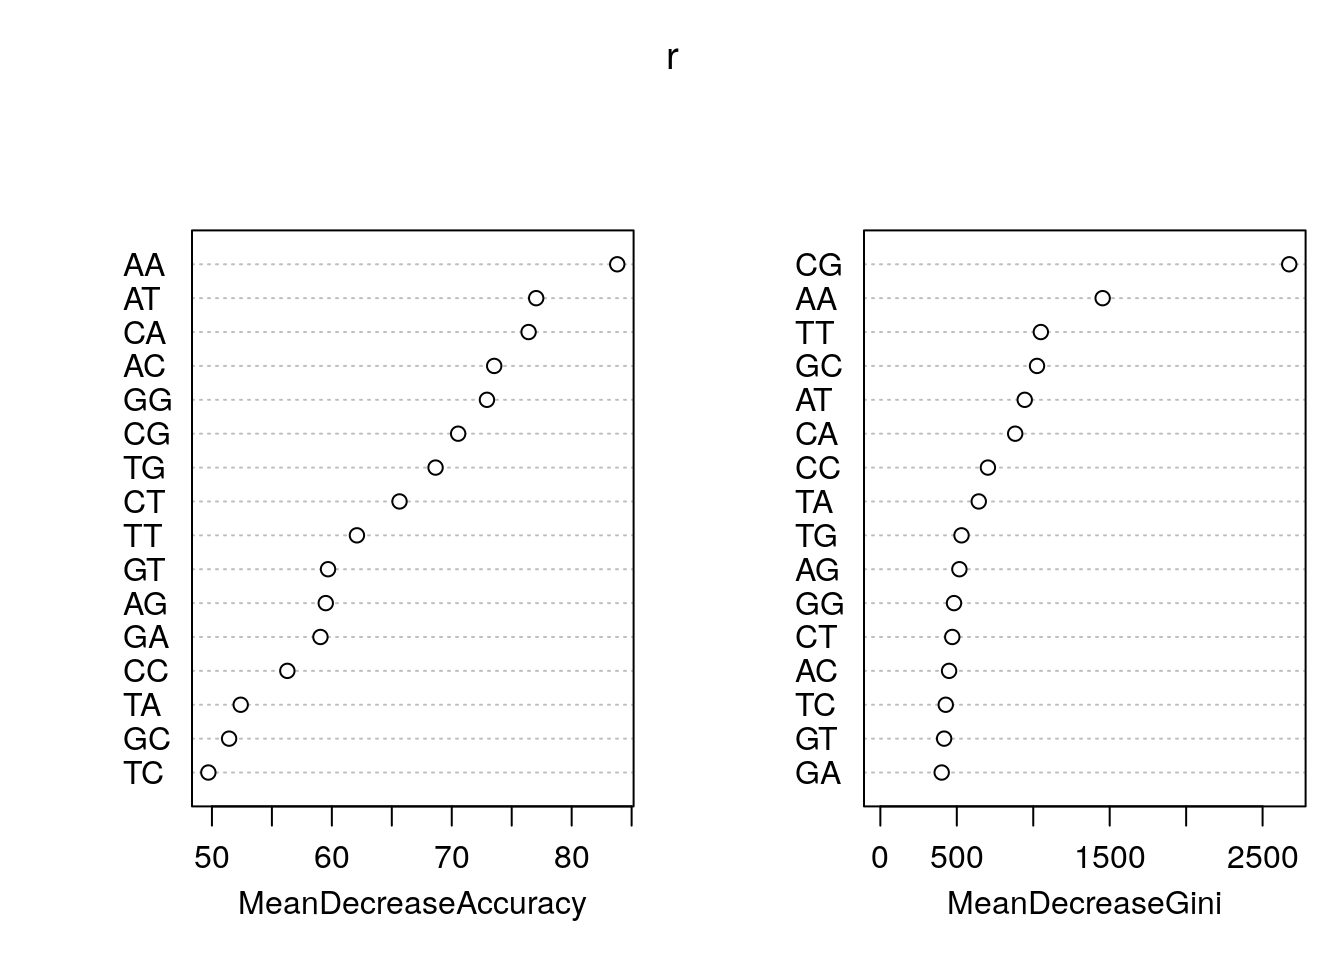 r
AA
AT
CA
AC
GG
CG
TG
CT
TT
GT
AG
GA
CC
TA
GC
TC
50 60 70 80
MeanDecreaseAccuracy
CG
AA
TT
GC
AT
CA
CC
TA
TG
AG
GG
CT
AC
TC
GT
GA
0 500 1500 2500
MeanDecreaseGini